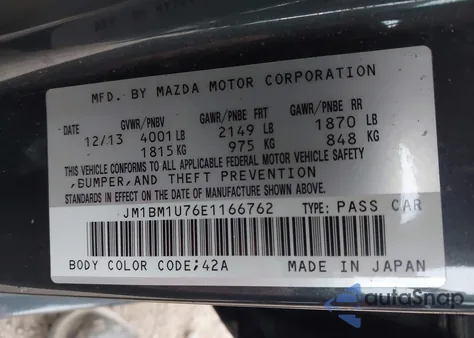 MFD. BY MAZDA MOTOR CORPORATION
DATE GVWR/PNBV GAWR/PNBE FRT GAWR/PNBE RR
12/13 4001 LB 2149 LB 1870 LB
1815 KG 975 KG 848 KG
THIS VEHICLE CONFORMS TO ALL APPLICABLE FEDERAL MOTOR VEHICLE SAFETY
,BUMPER,AND THEFT PREVENTION
STANDARDS IN EFFECT ON THE DATE OF MANUFACTURE SHOWN ABOVE.
JM1BM1U76E1166762 TYPE: PASS CAR
BODY COLOR CODE;42A MADE IN JAPAN
autoSnap